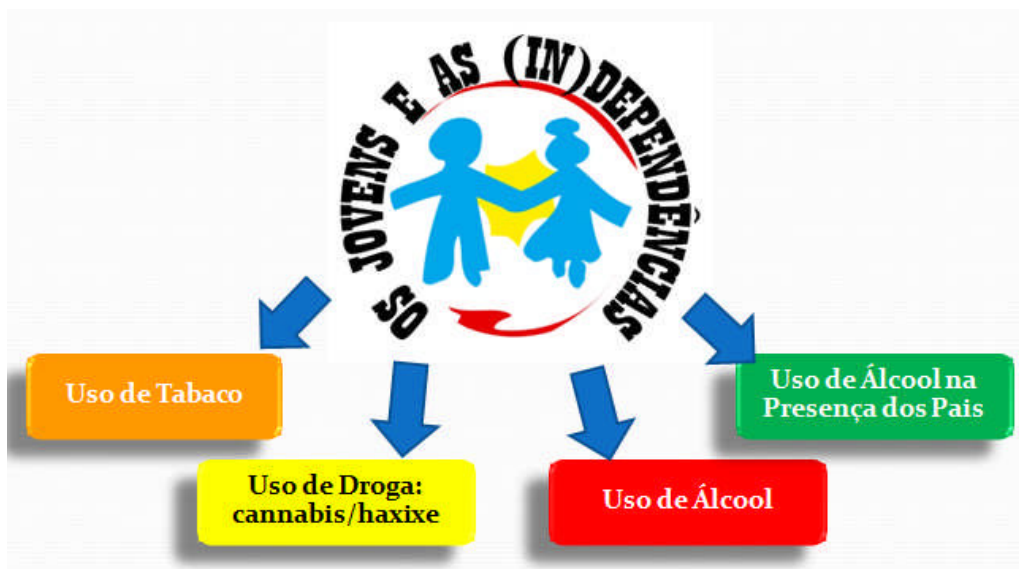 OS JOVENS E AS (IN)DEPENDÊNCIAS
Uso de Tabaco
Uso de Álcool na
Presença dos Pais
Uso de Droga:
cannabis/haxixe
Uso de Álcool